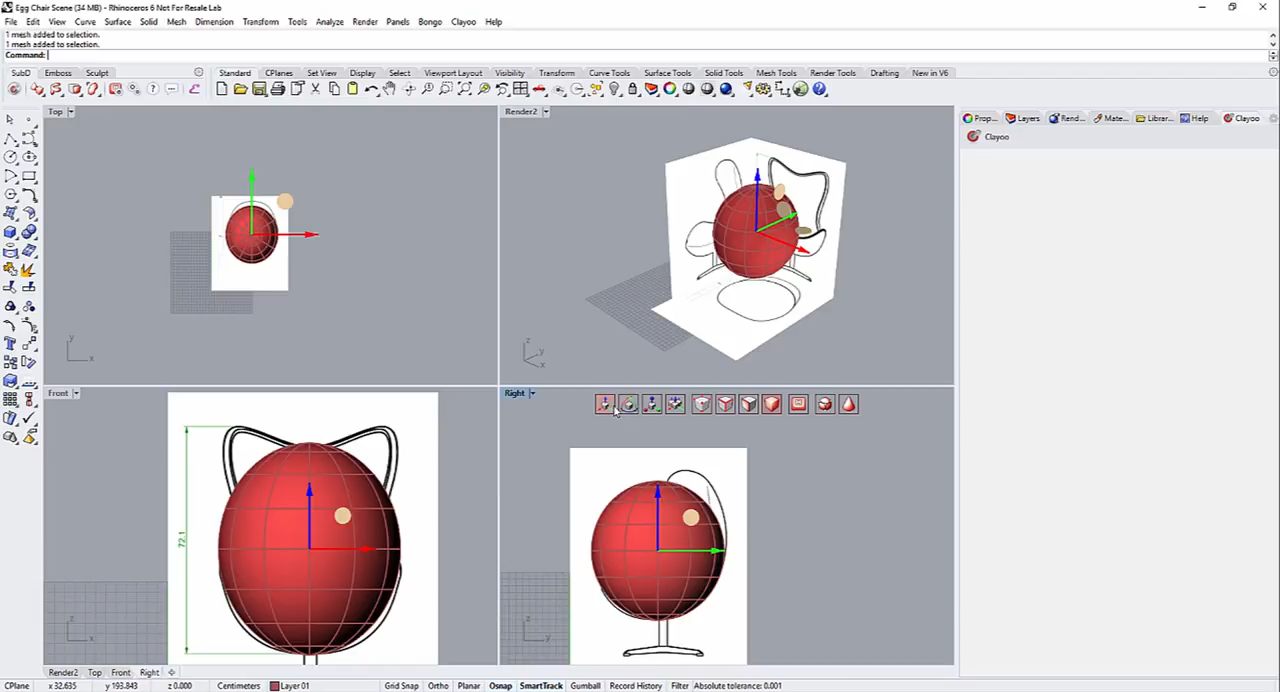 Egg Chair Scene (34 MB) - Rhinoceros 6 Not For Resale Lab
File Edit View Curve Surface Solid Mesh Dimension Transform Tools Analyze Render Panels Bongo Clayoo Help
1 mesh added to selection.
1 mesh added to selection.
Command:
SubD Emboss Sculpt Standard CPlanes Set View Display Select Viewport Layout Visibility Transform Curve Tools Surface Tools Solid Tools Mesh Tools Render Tools Drafting New in V6
Top Render2 Prop... Layers Rend... Mate... Librar... Help Clayoo
Clayoo
y
x
z
y
x
Front Right
72.1
z
x
z
y
Render2 Top Front Right
CPlane x 32.635 y 193.843 z 0.000 Centimeters Layer 01 Grid Snap Ortho Planar Osnap SmartTrack Gumball Record History Filter Absolute tolerance: 0.001